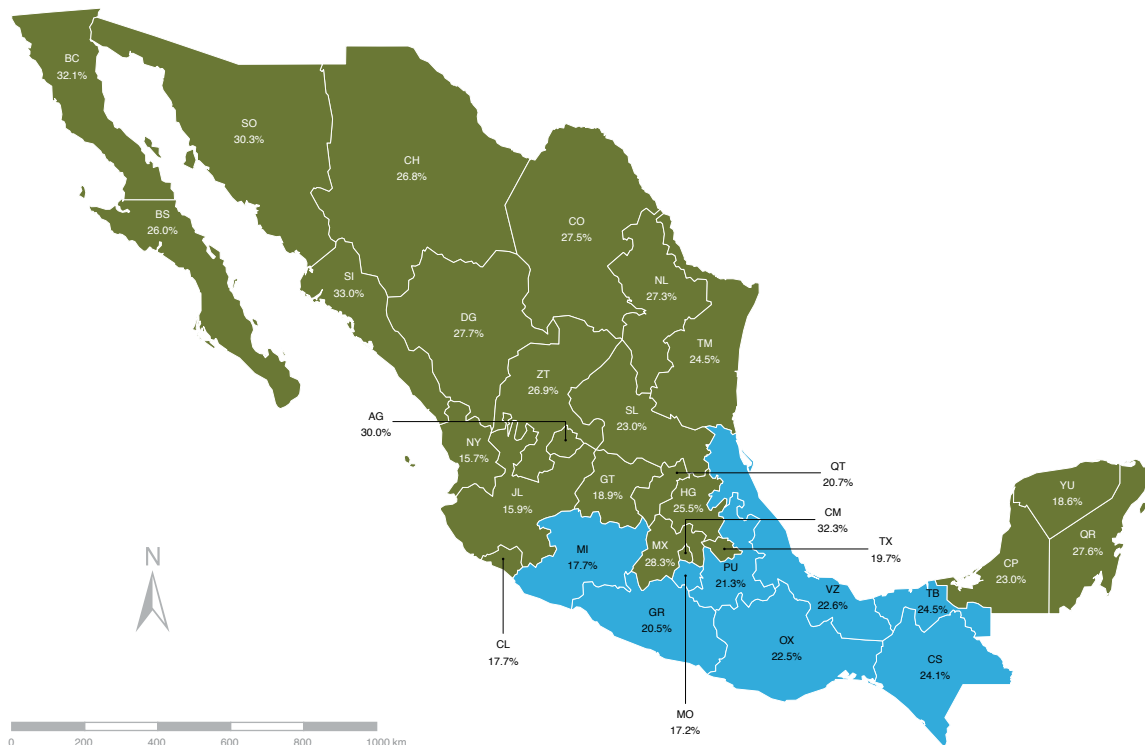 BC
32.1%
SO
30.3%
CH
26.8%
BS
26.0%
CO
27.5%
SI
33.0%
NL
27.3%
DG
27.7%
TM
24.5%
ZT
26.9%
AG
30.0%
SL
23.0%
NY
15.7%
QT
20.7%
GT
18.9%
JL
15.9%
HG
25.5%
YU
18.6%
CM
32.3%
QR
27.6%
TX
19.7%
MX
28.3%
MI
17.7%
CP
23.0%
PU
21.3%
VZ
22.6%
TB
24.5%
GR
20.5%
OX
22.5%
CS
24.1%
CL
17.7%
MO
17.2%
N
0 200 400 600 800 1000 km